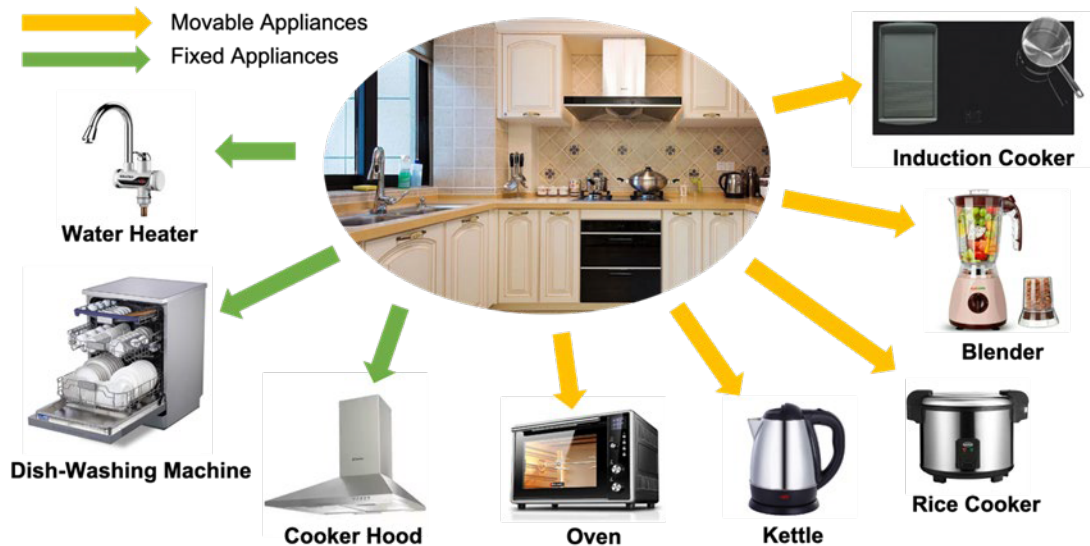 Movable Appliances
Fixed Appliances
Induction Cooker
Water Heater
Blender
Dish-Washing Machine
Rice Cooker
Cooker Hood
Oven
Kettle